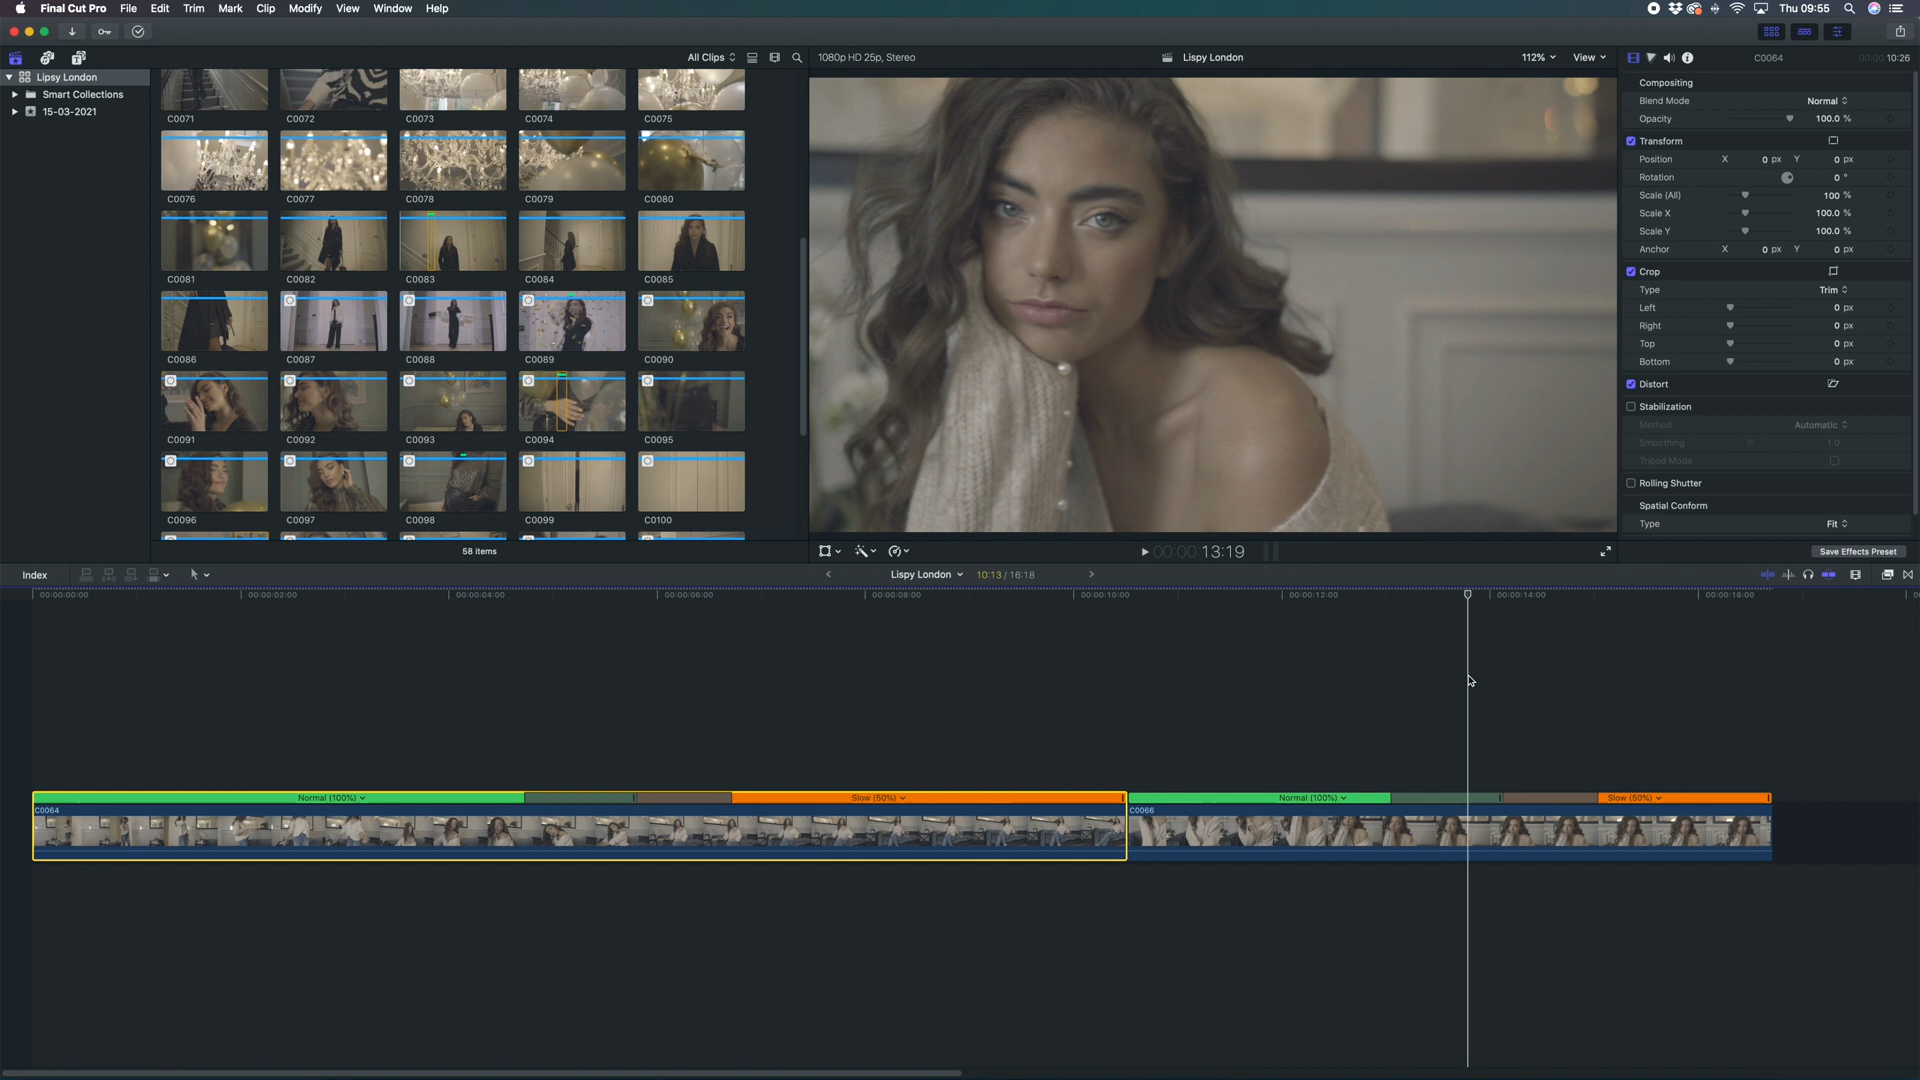 Final Cut Pro File Edit Trim Mark Clip Modify View Window Help Thu 09:55
All Clips 1080p HD 25p, Stereo Lipsy London 112% View C0064 00:00:10:26
Lipsy London
Smart Collections
15-03-2021
C0071 C0072 C0073 C0074 C0075
C0076 C0077 C0078 C0079 C0080
C0081 C0082 C0083 C0084 C0085
C0086 C0087 C0088 C0089 C0090
C0091 C0092 C0093 C0094 C0095
C0096 C0097 C0098 C0099 C0100
58 items
Compositing
Blend Mode Normal
Opacity 100.0 %
Transform
Position X 0 px Y 0 px
Rotation 0 °
Scale (All) 100 %
Scale X 100.0 %
Scale Y 100.0 %
Anchor X 0 px Y 0 px
Crop
Type Trim
Left 0 px
Right 0 px
Top 0 px
Bottom 0 px
Distort
Stabilization
Method Automatic
Smoothing 1.0
Tripod Mode
Rolling Shutter
Spatial Conform
Type Fit
00:00:13:19 Save Effects Preset
Index Lispy London 10:13 / 16:18
00:00:00:00 00:00:02:00 00:00:04:00 00:00:06:00 00:00:08:00 00:00:10:00 00:00:12:00 00:00:14:00 00:00:16:00
Normal (100%) Slow (50%) Normal (100%) Slow (50%)
C0064 C0066